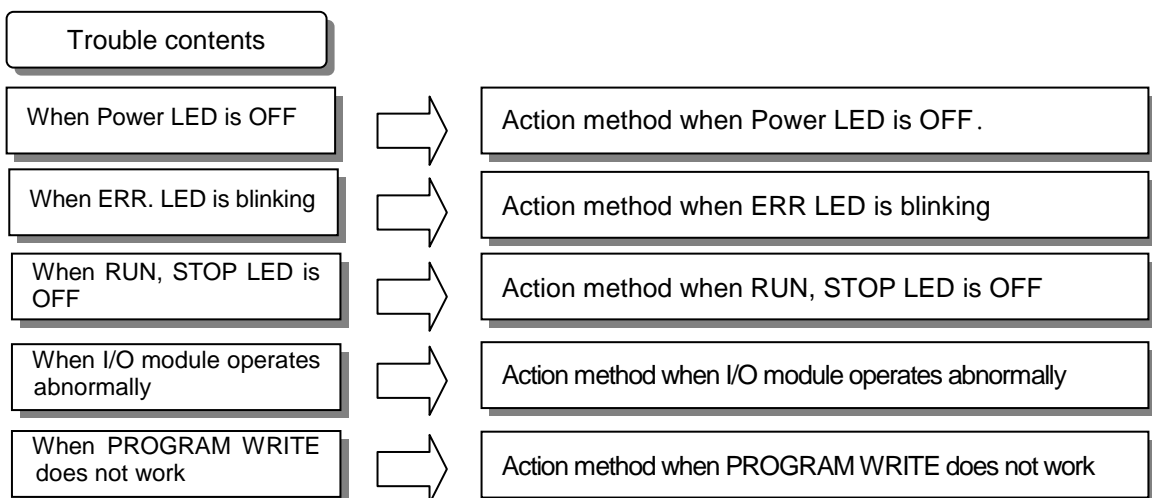 Trouble contents
When Power LED is OFF
Action method when Power LED is OFF.
When ERR. LED is blinking
Action method when ERR LED is blinking
When RUN, STOP LED is
OFF
Action method when RUN, STOP LED is OFF
When I/O module operates
abnormally
Action method when I/O module operates abnormally
When PROGRAM WRITE
does not work
Action method when PROGRAM WRITE does not work